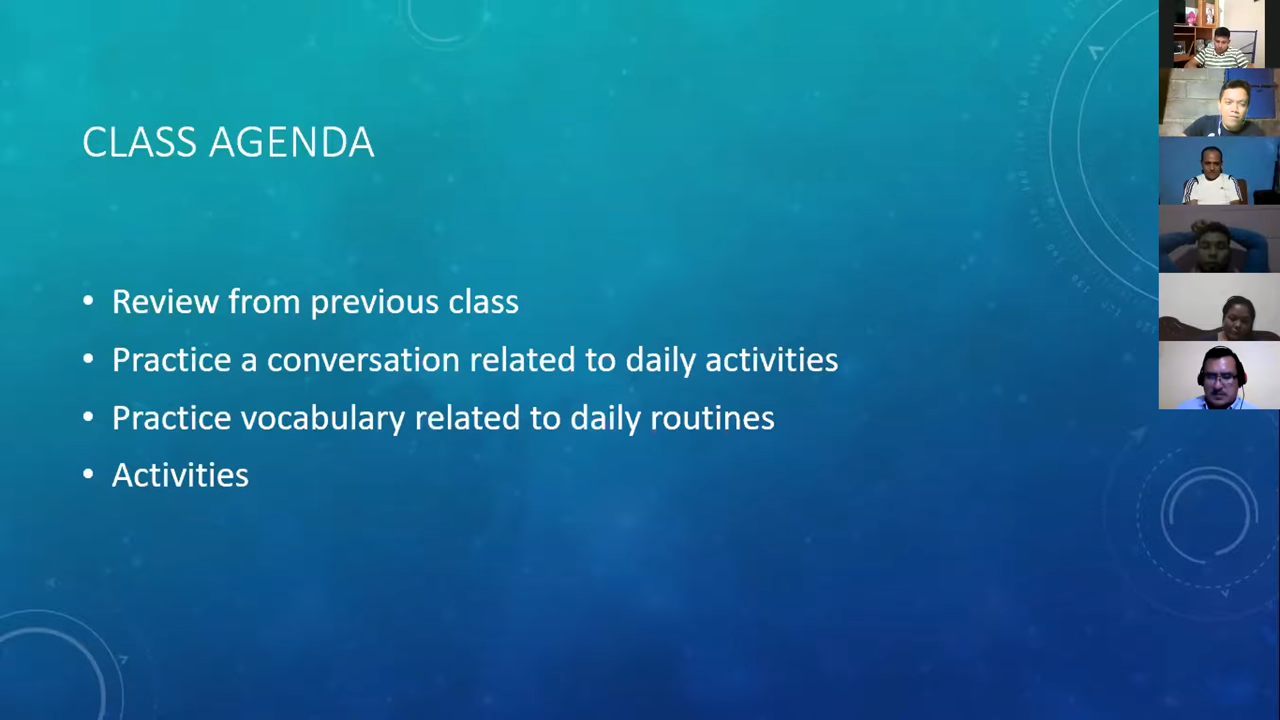 CLASS AGENDA
• Review from previous class
• Practice a conversation related to daily activities
• Practice vocabulary related to daily routines
• Activities